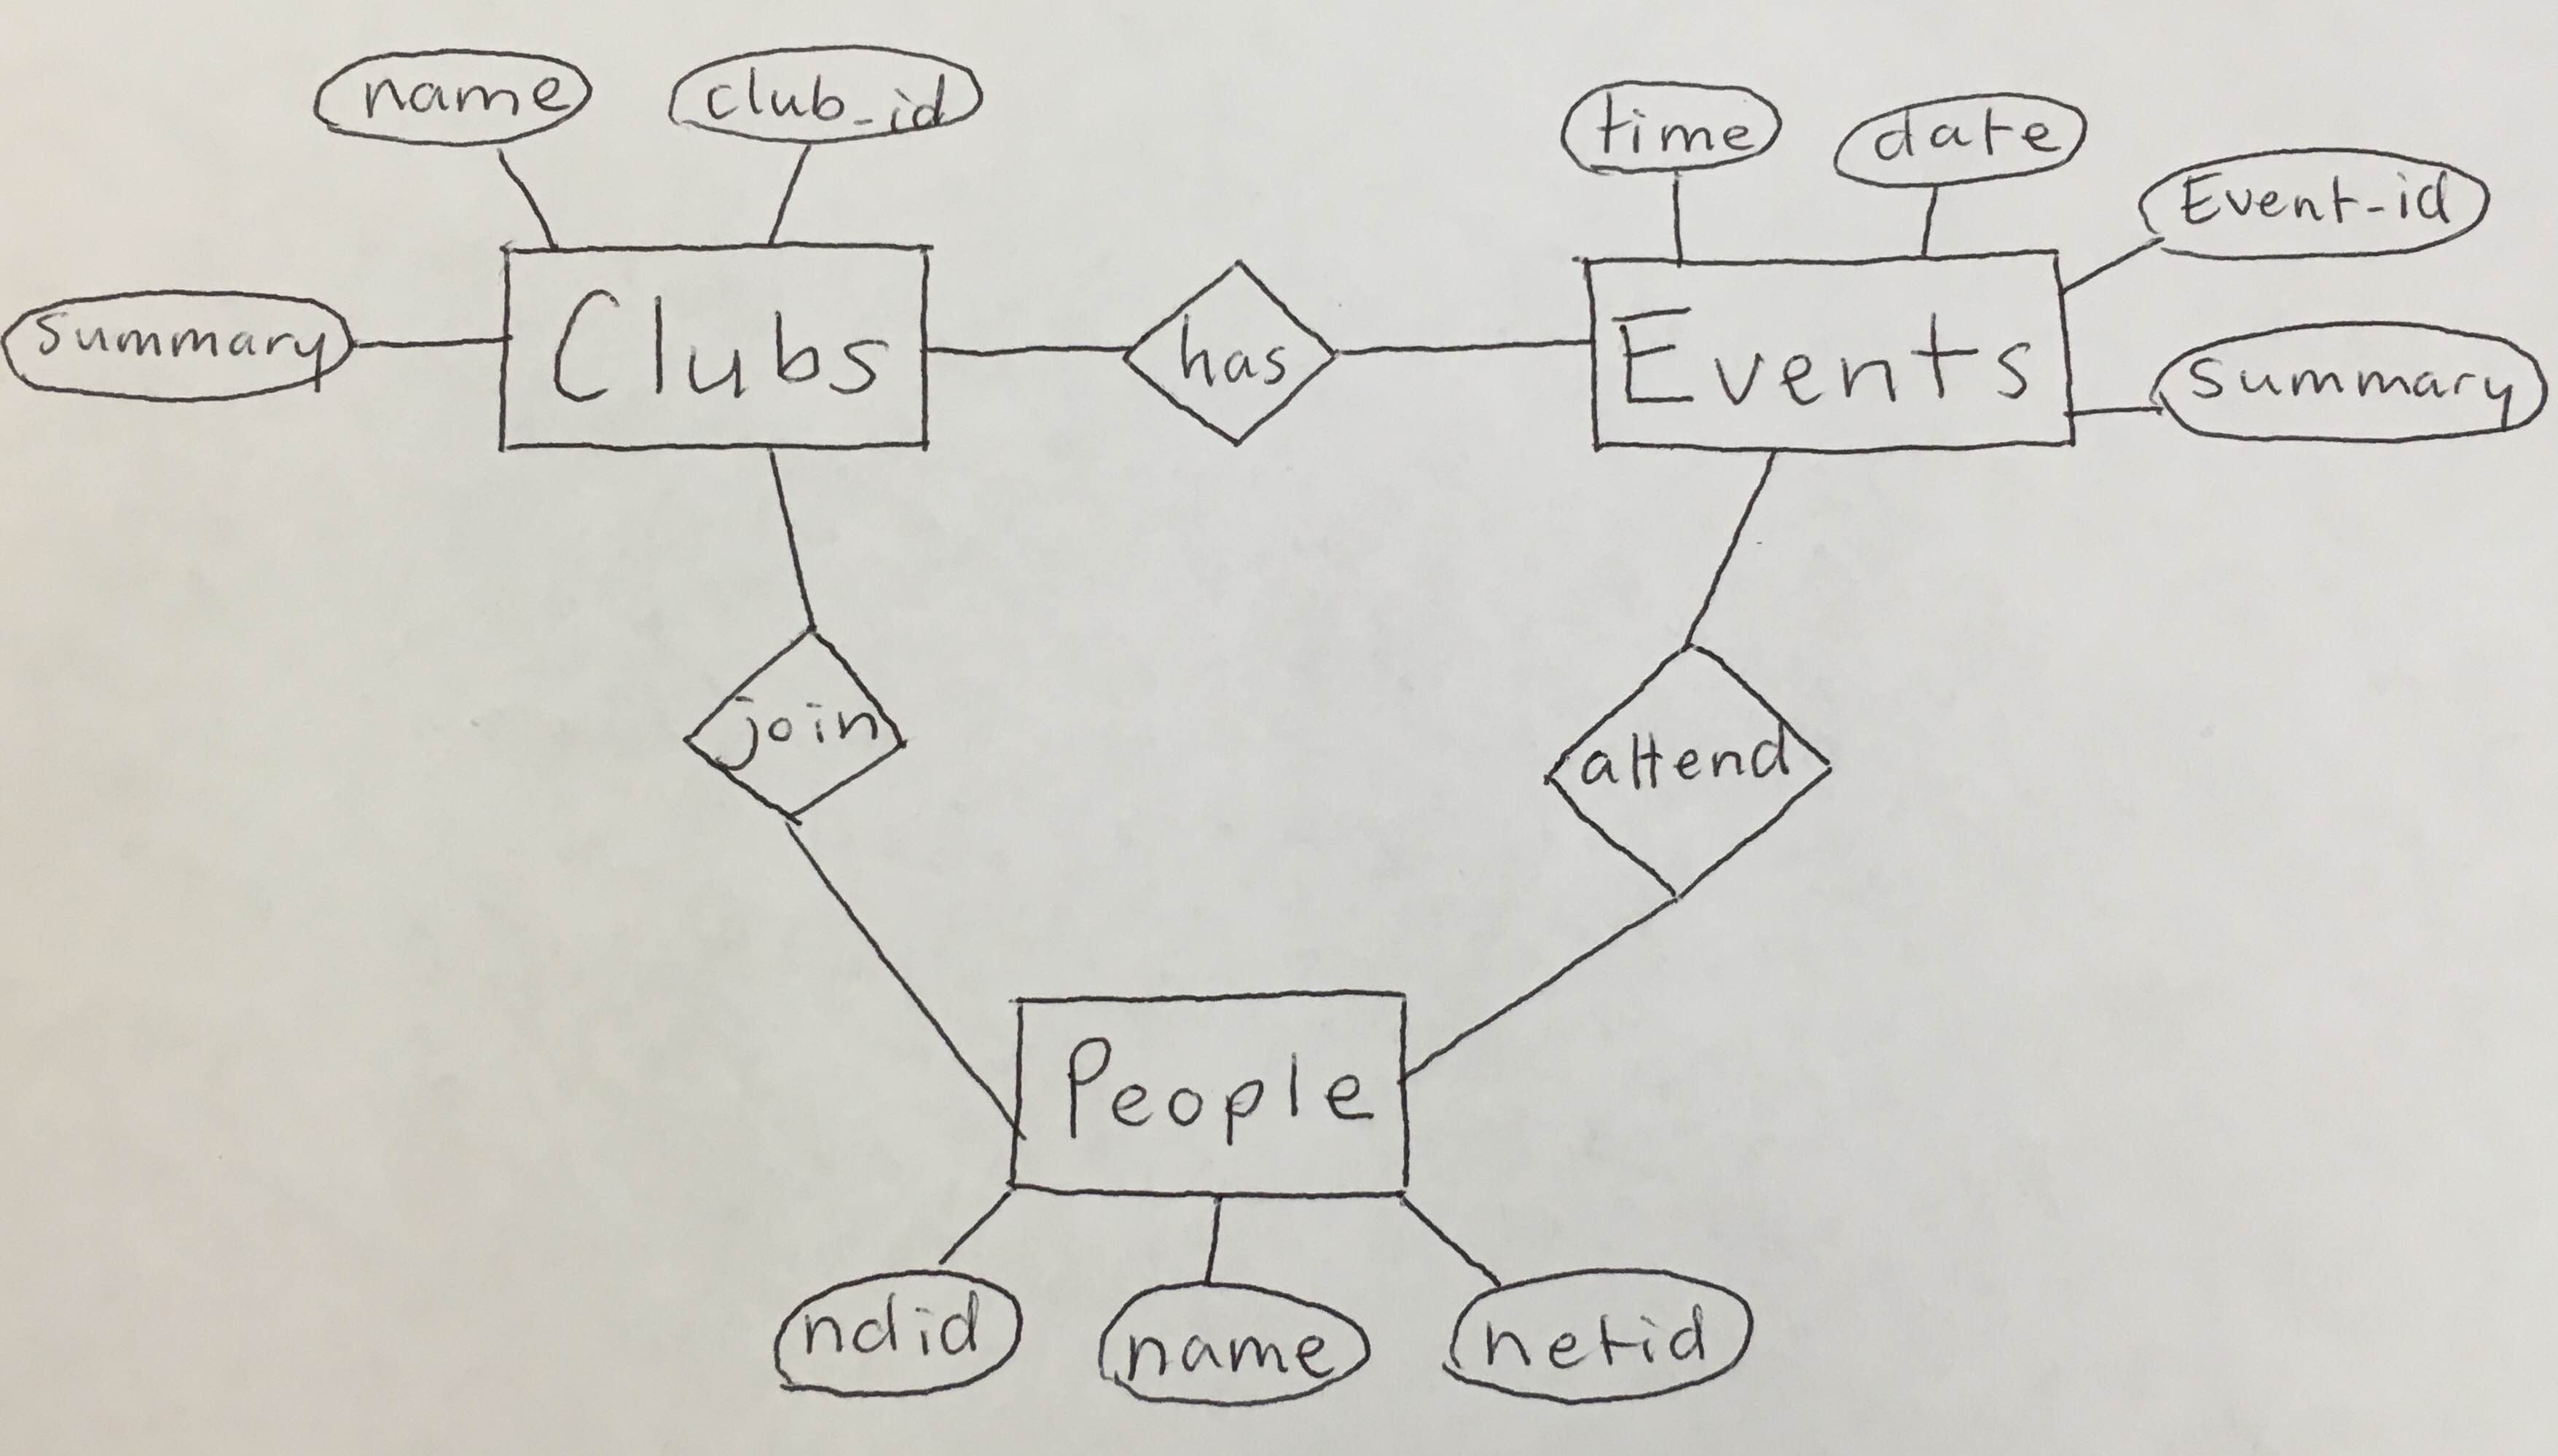 name
club_id
time
date
Event-id
summary
Clubs
has
Events
summary
join
attend
People
ndid
name
netid